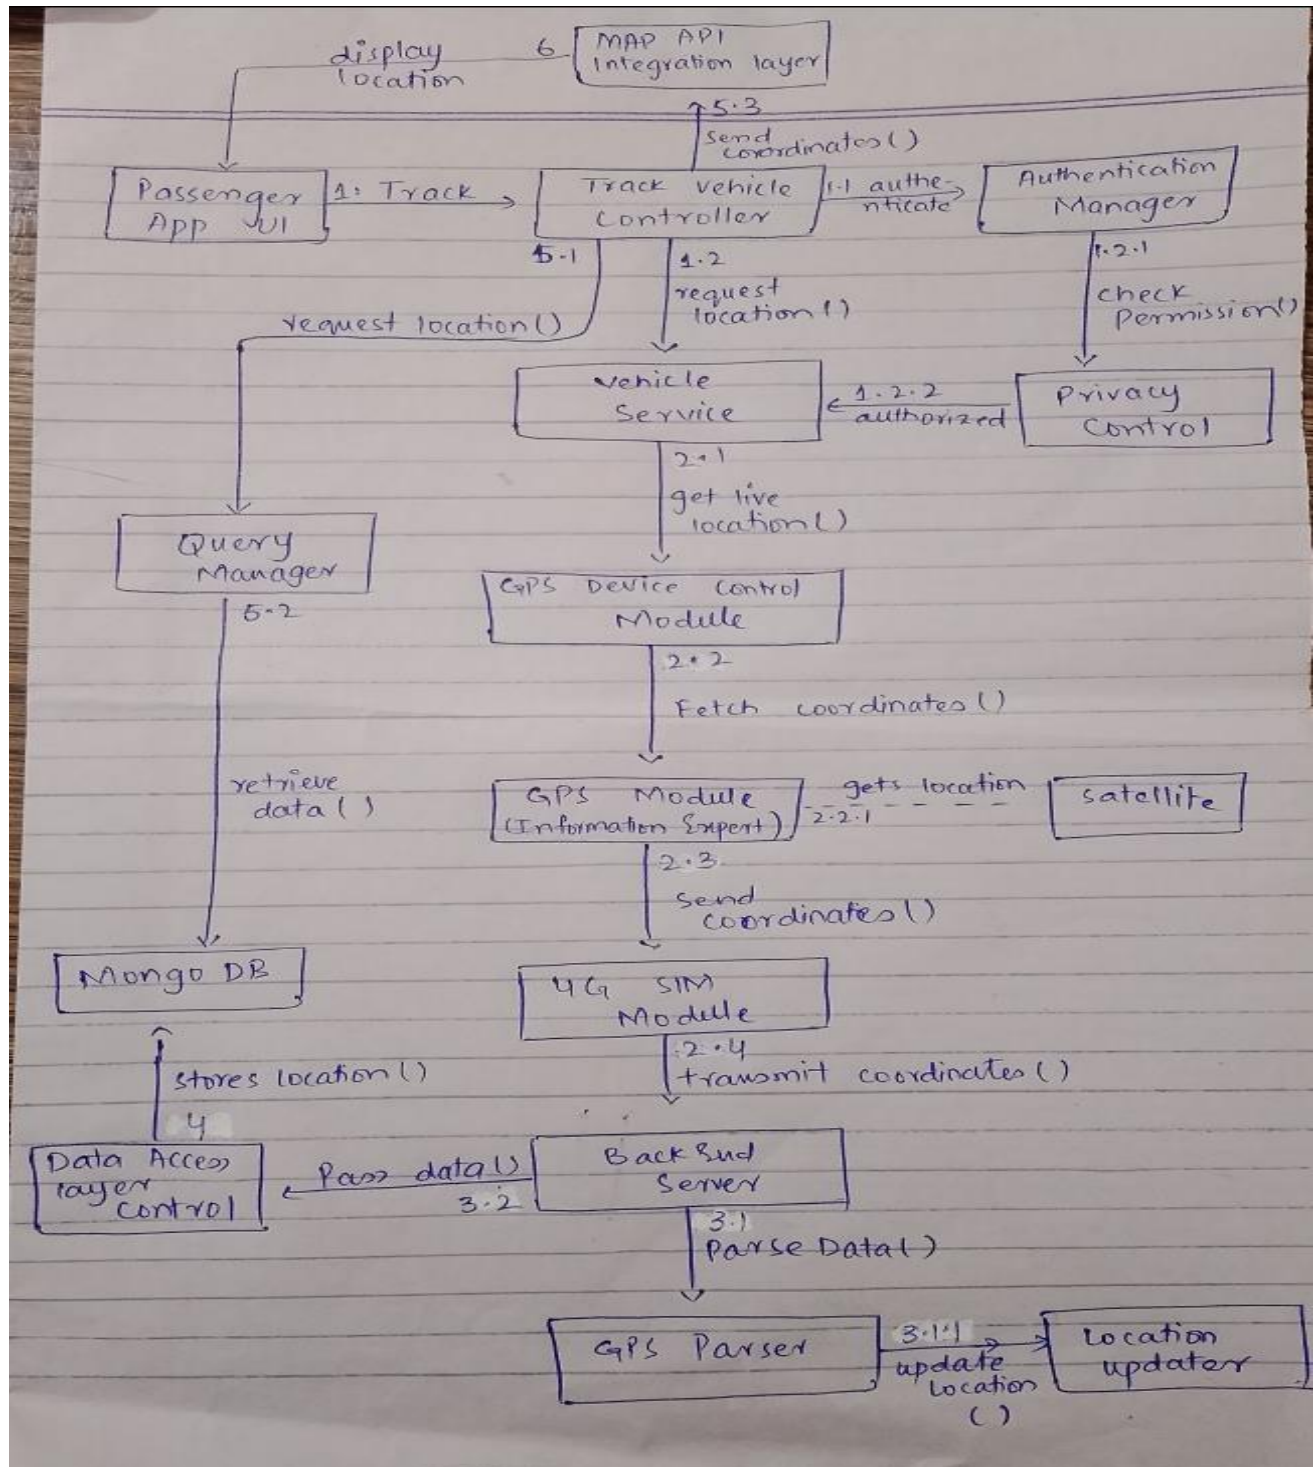 display
location
6
MAP API
Integration layer
5.3
send
coordinates()
Passenger
App UI
1: Track
Track vehicle
Controller
1.1 authe-
nticate
Authentication
Manager
5.1
request location()
1.2
request
location()
1.2.1
check
Permission()
Vehicle
Service
1.2.2
authorized
Privacy
Control
2.1
get live
location()
Query
Manager
5.2
GPS Device Control
Module
2.2
Fetch coordinates()
retrieve
data()
GPS Module
(Information Expert)
gets location
2.2.1
satellite
2.3
send
coordinates()
Mongo DB
4G SIM
Module
2.4
transmit coordinates()
stores location()
4
Data Access
layer
control
Pass data()
3.2
BackEnd
Server
3.1
Parse Data()
GPS Parser
3.1.1
update
location
()
Location
updater